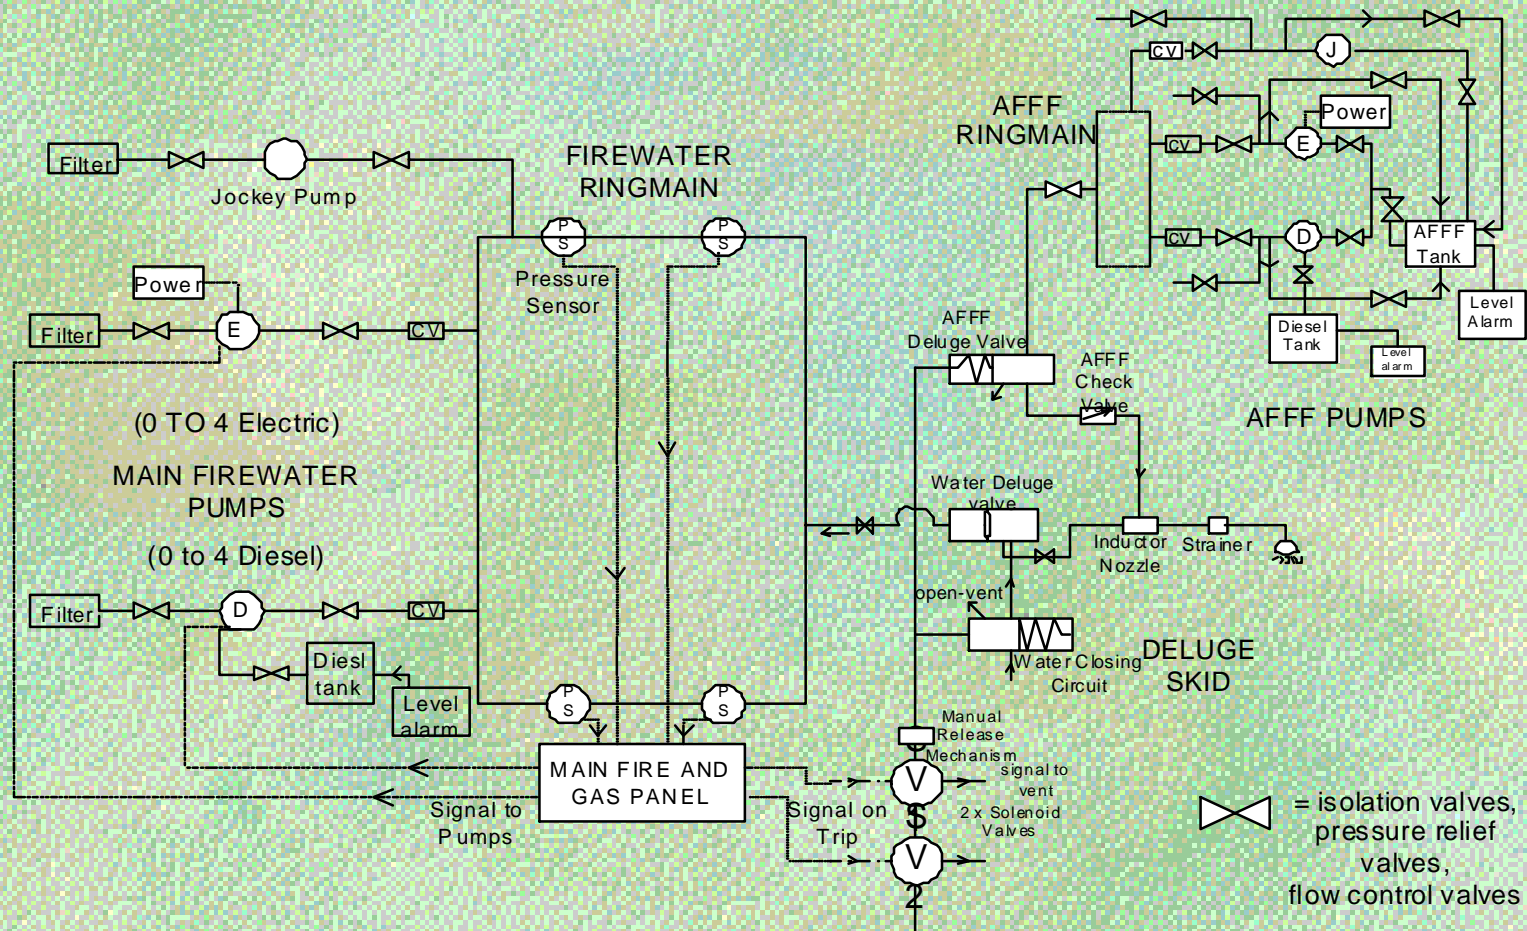 Filter
Jockey Pump
FIREWATER
RINGMAIN
P
S
P
S
Pressure
Sensor
Power
Filter
E
CV
(0 TO 4 Electric)
MAIN FIREWATER
PUMPS
(0 to 4 Diesel)
Filter
D
CV
Diesl
tank
Level
alarm
P
S
P
S
MAIN FIRE AND
GAS PANEL
Signal to
Pumps
Signal on
Trip
AFFF
RINGMAIN
CV
J
CV
E
Power
CV
D
AFFF
Tank
Level
Alarm
Diesel
Tank
Level
alarm
AFFF PUMPS
AFFF
Deluge Valve
AFFF
Check
Valve
Water Deluge
valve
Inductor
Nozzle
Strainer
open-vent
Water Closing
Circuit
DELUGE
SKID
Manual
Release
Mechanism
signal to
vent
V
S
2 x Solenoid
Valves
V
2
= isolation valves,
pressure relief
valves,
flow control valves